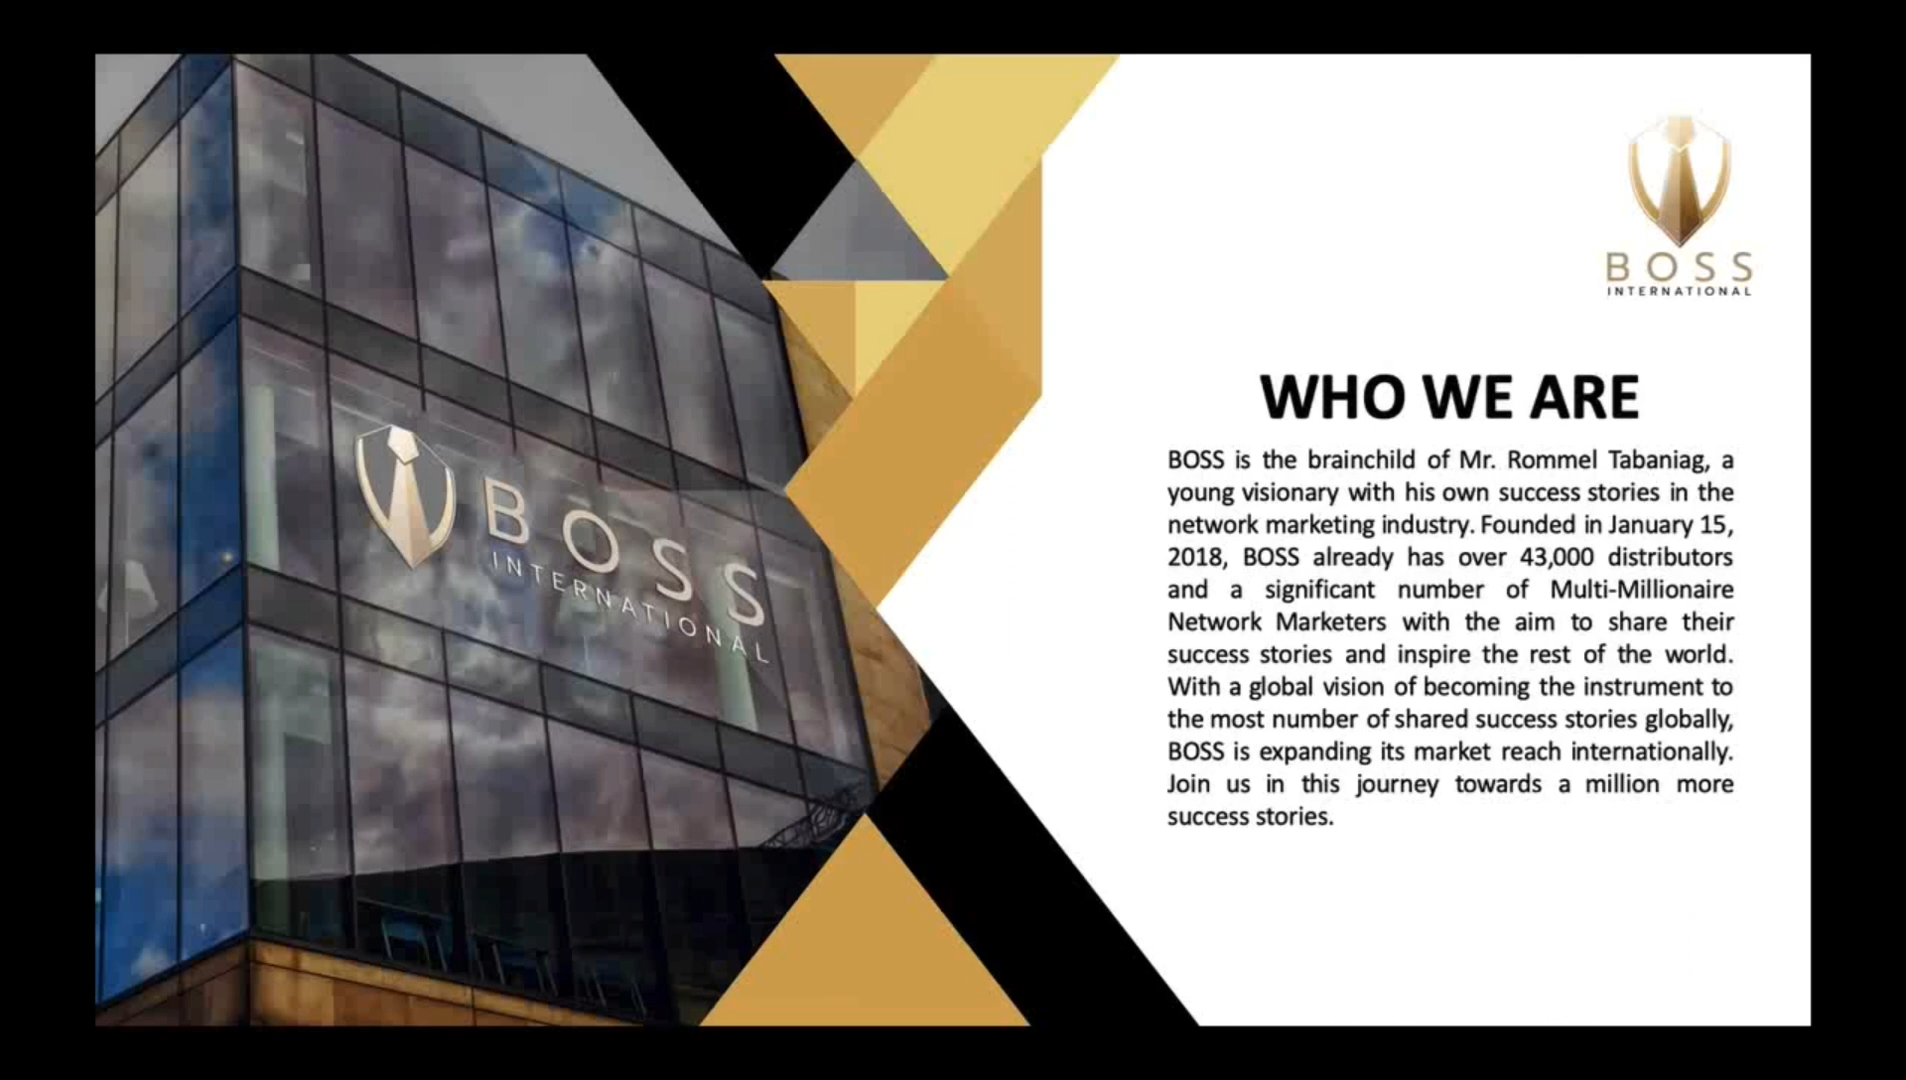 BOSS
INTERNATIONAL
BOSS
INTERNATIONAL
WHO WE ARE
BOSS is the brainchild of Mr. Rommel Tabaniag, a
young visionary with his own success stories in the
network marketing industry. Founded in January 15,
2018, BOSS already has over 43,000 distributors
and a significant number of Multi-Millionaire
Network Marketers with the aim to share their
success stories and inspire the rest of the world.
With a global vision of becoming the instrument to
the most number of shared success stories globally,
BOSS is expanding its market reach internationally.
Join us in this journey towards a million more
success stories.